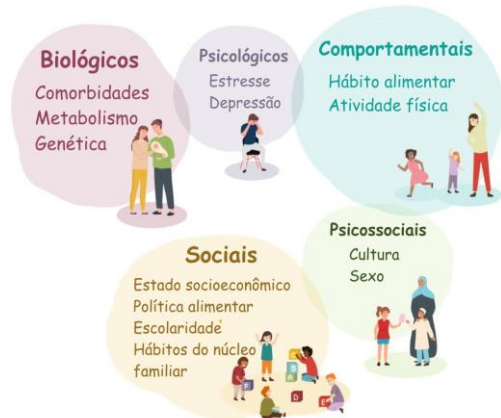 Biológicos
Comorbidades
Metabolismo
Genética
Psicológicos
Estresse
Depressão
Comportamentais
Hábito alimentar
Atividade física
Sociais
Estado socioeconômico
Política alimentar
Escolaridade
Hábitos do núcleo
familiar
Psicossociais
Cultura
Sexo